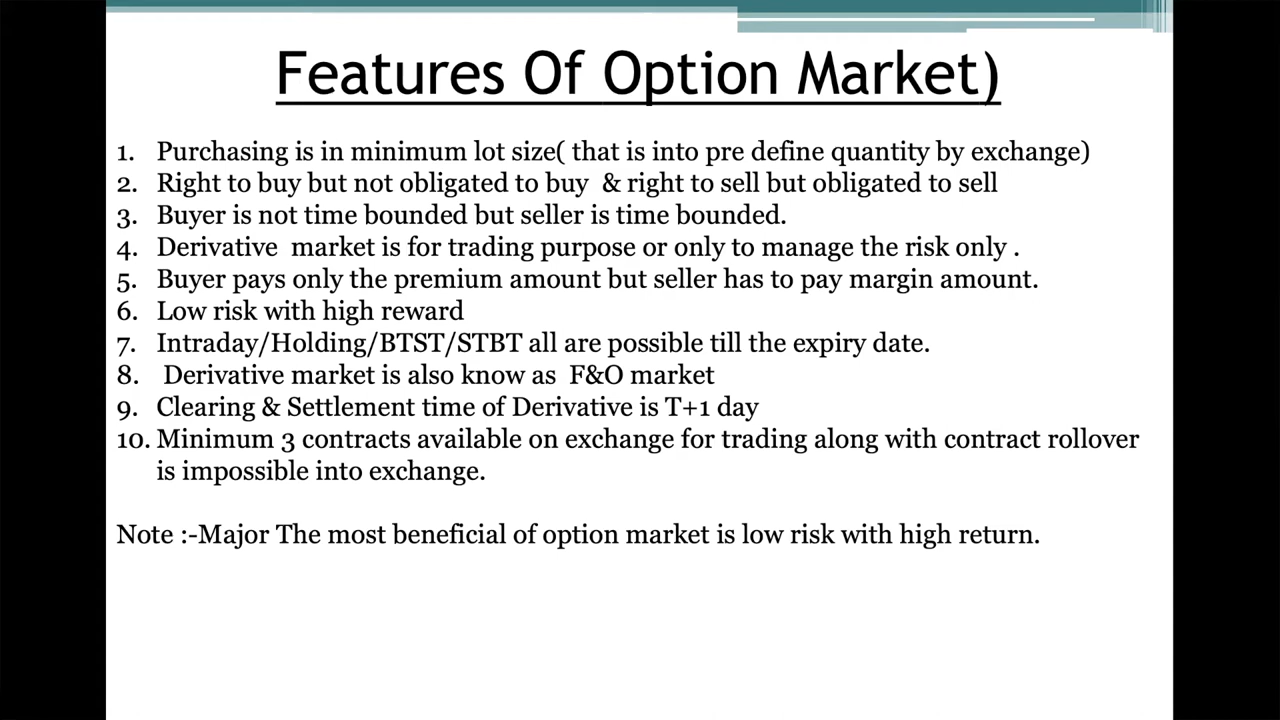 Features Of Option Market)
1. Purchasing is in minimum lot size( that is into pre define quantity by exchange)
2. Right to buy but not obligated to buy & right to sell but obligated to sell
3. Buyer is not time bounded but seller is time bounded.
4. Derivative market is for trading purpose or only to manage the risk only .
5. Buyer pays only the premium amount but seller has to pay margin amount.
6. Low risk with high reward
7. Intraday/Holding/BTST/STBT all are possible till the expiry date.
8. Derivative market is also know as F&O market
9. Clearing & Settlement time of Derivative is T+1 day
10. Minimum 3 contracts available on exchange for trading along with contract rollover
is impossible into exchange.
Note :-Major The most beneficial of option market is low risk with high return.